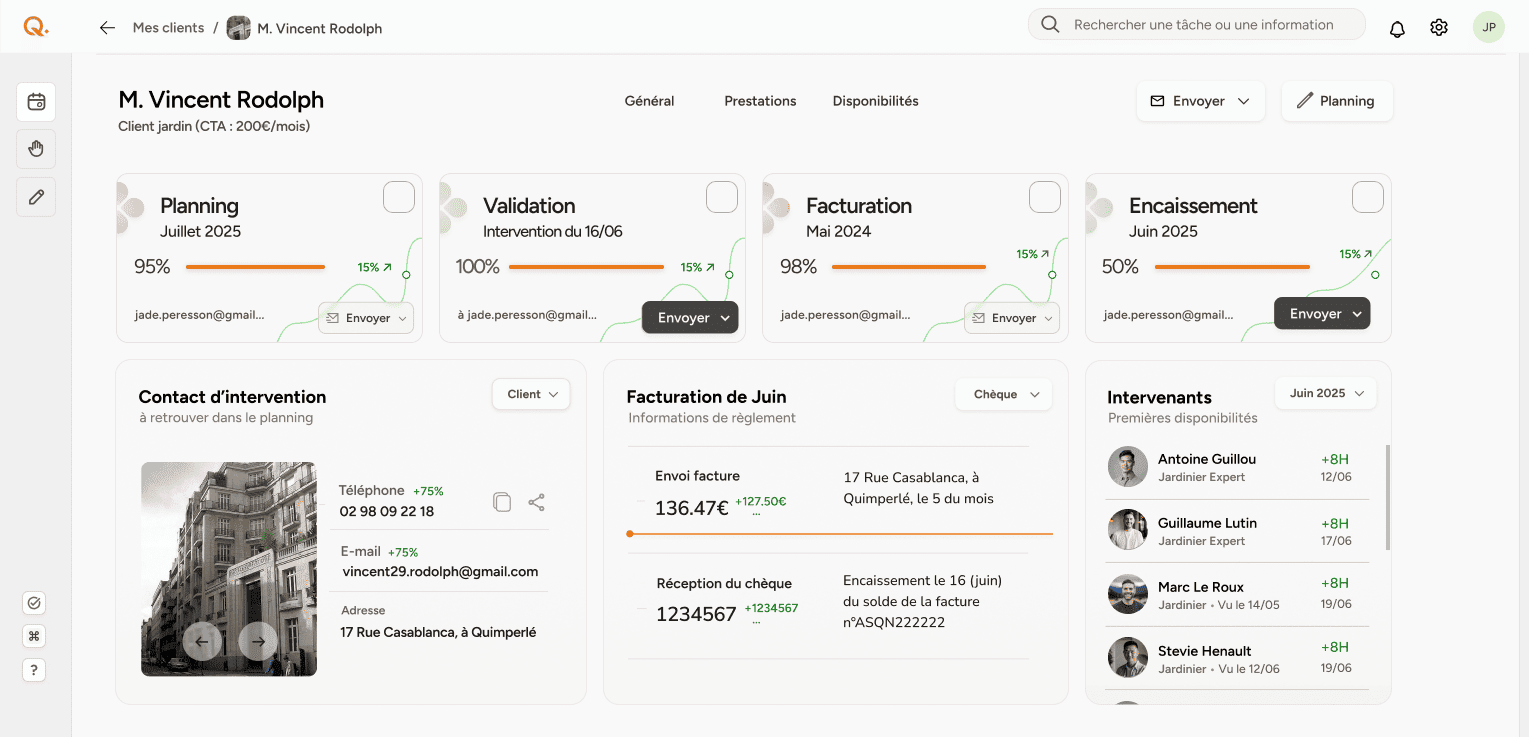 Q.
Mes clients / M. Vincent Rodolph
Rechercher une tâche ou une information
JP
M. Vincent Rodolph
Client jardin (CTA : 200€/mois)
Général
Prestations
Disponibilités
Envoyer
Planning
Planning
Juillet 2025
95%
15%
jade.peresson@gmail...
Envoyer
Validation
Intervention du 16/06
100%
15%
à jade.peresson@gmail...
Envoyer
Facturation
Mai 2024
98%
15%
jade.peresson@gmail...
Envoyer
Encaissement
Juin 2025
50%
15%
jade.peresson@gmail...
Envoyer
Contact d’intervention
à retrouver dans le planning
Client
Téléphone +75%
02 98 09 22 18
E-mail +75%
vincent29.rodolph@gmail.com
Adresse
17 Rue Casablanca, à Quimperlé
Facturation de Juin
Informations de règlement
Chèque
Envoi facture
136.47€ +127.50€
...
17 Rue Casablanca, à
Quimperlé, le 5 du mois
Réception du chèque
1234567 +1234567
...
Encaissement le 16 (juin)
du solde de la facture
n°ASQN222222
Intervenants
Premières disponibilités
Juin 2025
Antoine Guillou
Jardinier Expert
+8H
12/06
Guillaume Lutin
Jardinier Expert
+8H
17/06
Marc Le Roux
Jardinier • Vu le 14/05
+8H
19/06
Stevie Henault
Jardinier • Vu le 12/06
+8H
19/06
⌘
?